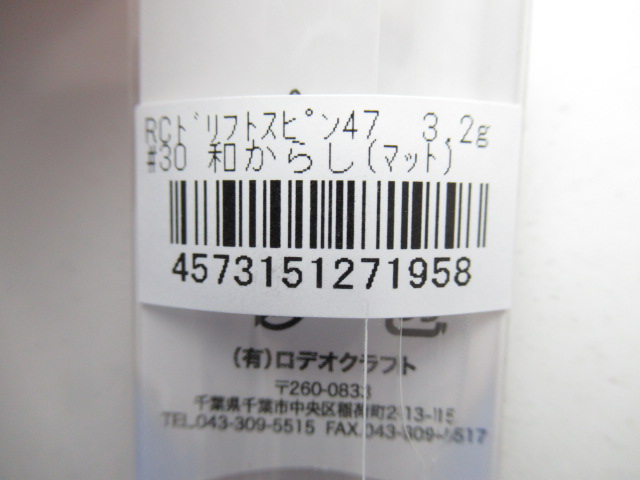 RCﾄﾞﾘﾌﾄｽﾋﾟﾝ47 3.2g
#30 和からし(ﾏｯﾄ)
4573151271958
(有)ロデオクラフト
〒260-0833
千葉県千葉市中央区稲荷町2-13-15
TEL.043-309-5515 FAX.043-309-5517